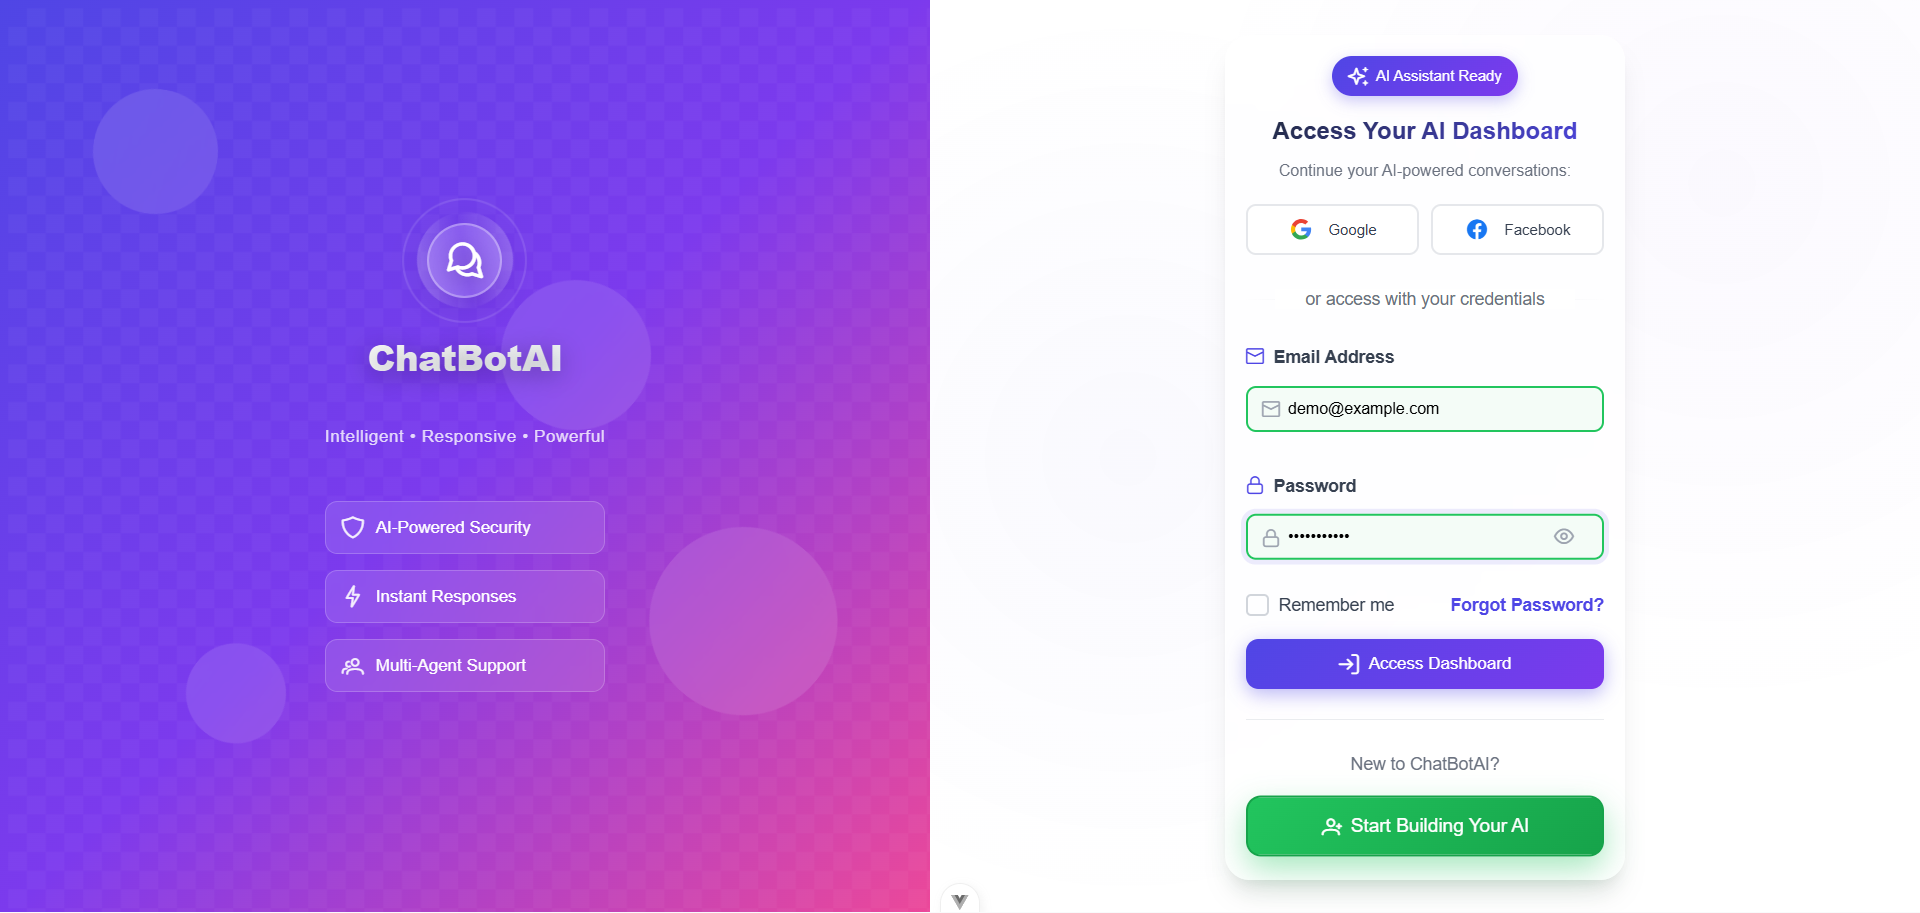 ChatBotAI
Intelligent • Responsive • Powerful
AI-Powered Security
Instant Responses
Multi-Agent Support
AI Assistant Ready
Access Your AI Dashboard
Continue your AI-powered conversations:
Google
Facebook
or access with your credentials
Email Address
demo@example.com
Password
•••••••••••
Remember me
Forgot Password?
Access Dashboard
New to ChatBotAI?
Start Building Your AI